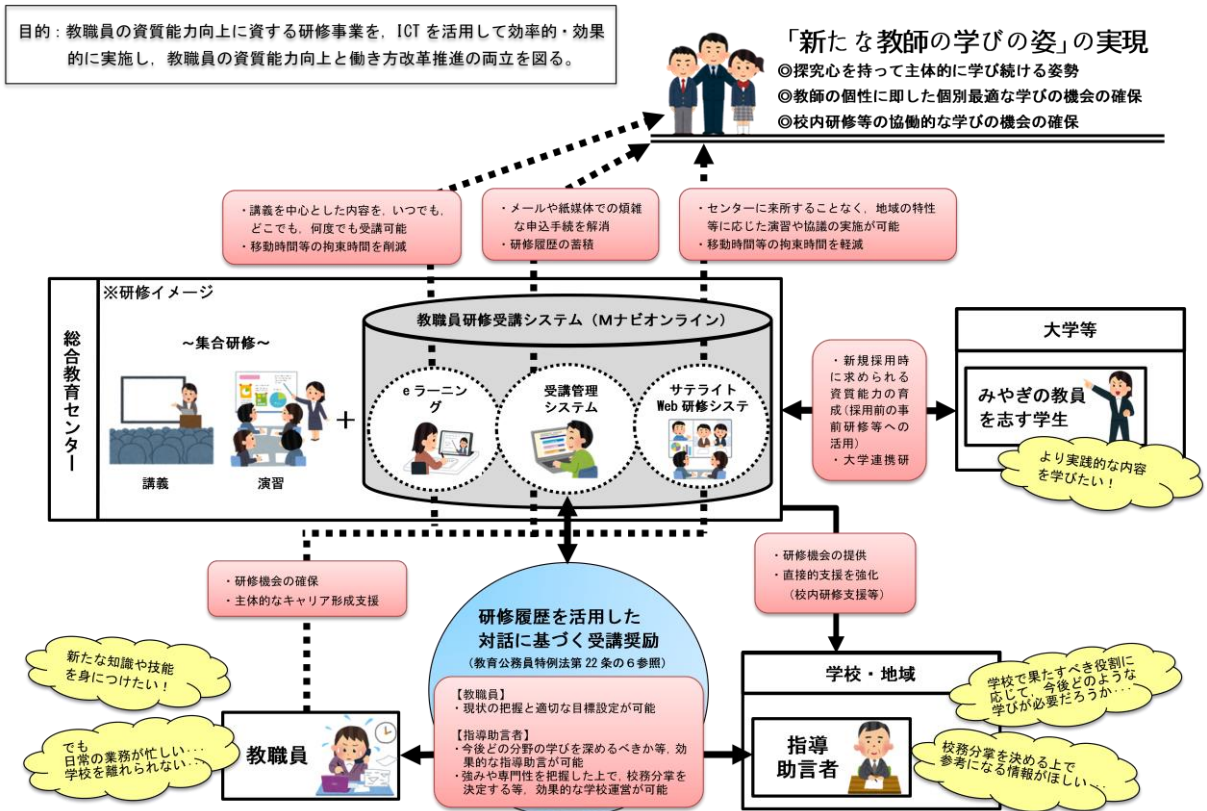 目的：教職員の資質能力向上に資する研修事業を，ICTを活用して効率的・効果
的に実施し，教職員の資質能力向上と働き方改革推進の両立を図る。
「新たな教師の学びの姿」の実現
◎探究心を持って主体的に学び続ける姿勢
◎教師の個性に即した個別最適な学びの機会の確保
◎校内研修等の協働的な学びの機会の確保
・講義を中心とした内容を，いつでも，
どこでも，何度でも受講可能
・移動時間等の拘束時間を削減
・メールや紙媒体での煩雑
な申込手続を解消
・研修履歴の蓄積
・センターに来所することなく，地域の特性
等に応じた演習や協議の実施が可能
・移動時間等の拘束時間を軽減
総合教育センター
※研修イメージ
～集合研修～
講義
演習
＋
教職員研修受講システム（Mナビオンライン）
eラーニン
グ
受講管理
システム
サテライト
Web研修システ
・新規採用時
に求められる
資質能力の育
成(採用前の事
前研修等への
活用)
・大学連携研
大学等
みやぎの教員
を志す学生
より実践的な内容
を学びたい！
・研修機会の確保
・主体的なキャリア形成支援
・研修機会の提供
・直接的支援を強化
（校内研修支援等）
研修履歴を活用した
対話に基づく受講奨励
（教育公務員特例法第22条の6参照）
【教職員】
・現状の把握と適切な目標設定が可能
【指導助言者】
・今後どの分野の学びを深めるべきか等，効
果的な指導助言が可能
・強みや専門性を把握した上で，校務分掌を
決定する等，効果的な学校運営が可能
新たな知識や技能
を身につけたい！
でも
日常の業務が忙しい...
学校を離れられない...
教職員
学校・地域
指導
助言者
学校で果たすべき役割に
応じて，今後どのような
学びが必要だろうか...
校務分掌を決める上で
参考になる情報がほしい...